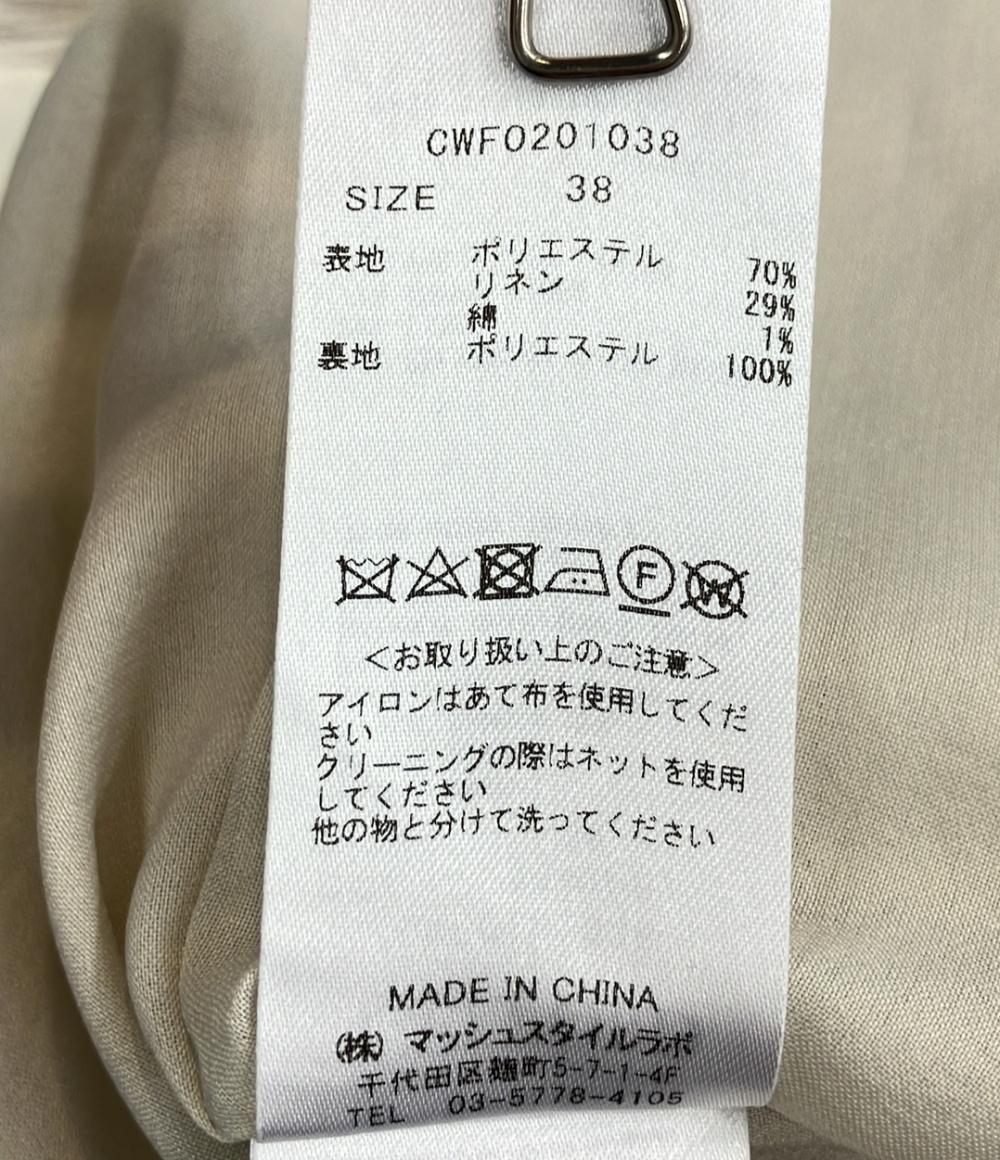 CWF0201038
SIZE 38
表地 ポリエステル 70%
リネン 29%
綿 1%
裏地 ポリエステル 100%
F W
<お取り扱い上のご注意>
アイロンはあて布を使用してくだ
さい
クリーニングの際はネットを使用
してください
他の物と分けて洗ってください
MADE IN CHINA
(株) マッシュスタイルラボ
千代田区麹町5-7-1-4F
TEL 03-5778-4105